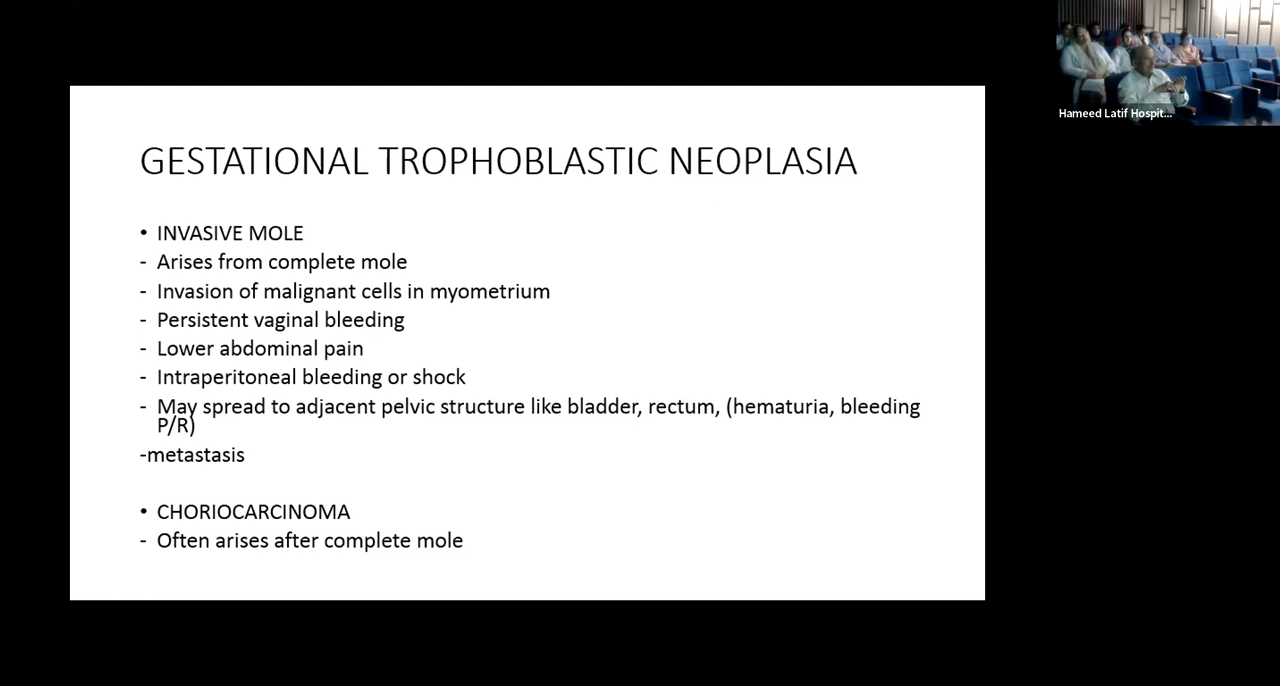 GESTATIONAL TROPHOBLASTIC NEOPLASIA
• INVASIVE MOLE
- Arises from complete mole
- Invasion of malignant cells in myometrium
- Persistent vaginal bleeding
- Lower abdominal pain
- Intraperitoneal bleeding or shock
- May spread to adjacent pelvic structure like bladder, rectum, (hematuria, bleeding
P/R)
-metastasis
• CHORIOCARCINOMA
- Often arises after complete mole
Hameed Latif Hospit...